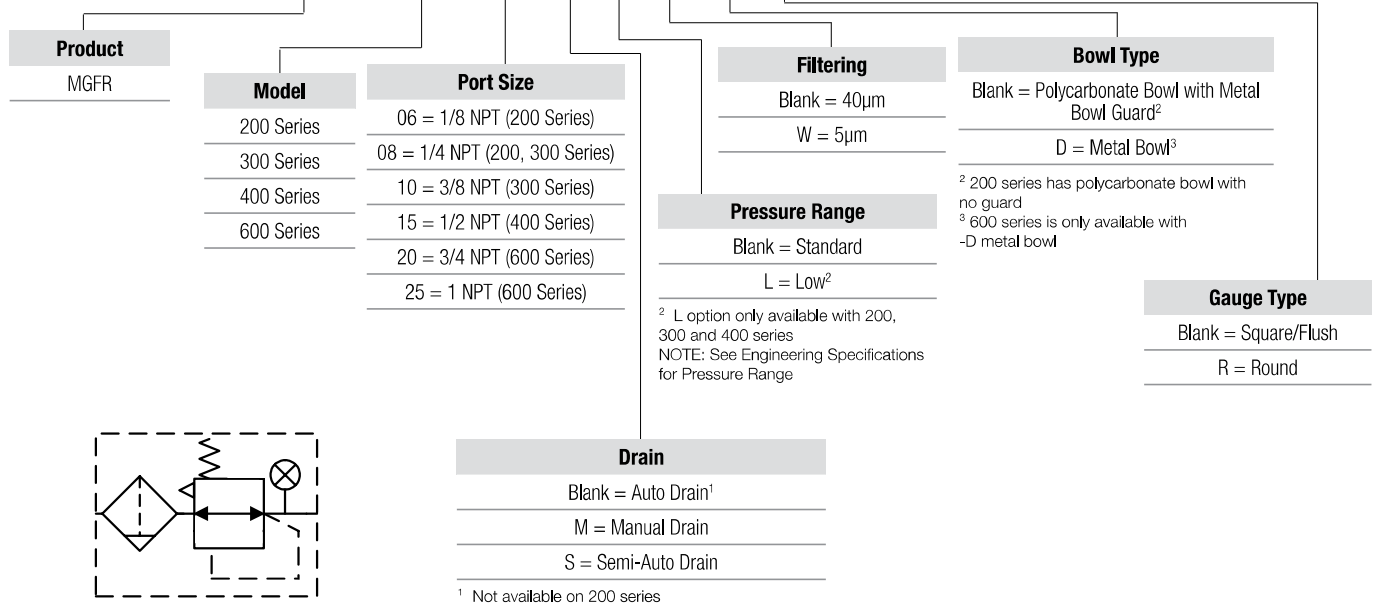 Product
MGFR
Model
200 Series
300 Series
400 Series
600 Series
Port Size
06 = 1/8 NPT (200 Series)
08 = 1/4 NPT (200, 300 Series)
10 = 3/8 NPT (300 Series)
15 = 1/2 NPT (400 Series)
20 = 3/4 NPT (600 Series)
25 = 1 NPT (600 Series)
Filtering
Blank = 40µm
W = 5µm
Pressure Range
Blank = Standard
L = Low²
² L option only available with 200,
300 and 400 series
NOTE: See Engineering Specifications
for Pressure Range
Bowl Type
Blank = Polycarbonate Bowl with Metal
Bowl Guard²
D = Metal Bowl³
² 200 series has polycarbonate bowl with
no guard
³ 600 series is only available with
-D metal bowl
Gauge Type
Blank = Square/Flush
R = Round
Drain
Blank = Auto Drain¹
M = Manual Drain
S = Semi-Auto Drain
¹ Not available on 200 series